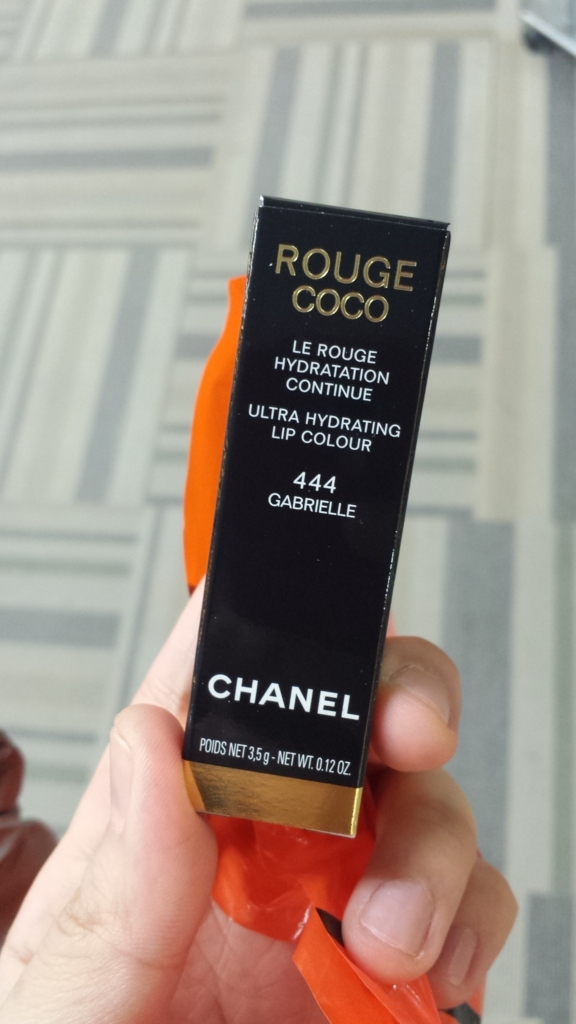 ROUGE
COCO
LE ROUGE
HYDRATATION
CONTINUE
ULTRA HYDRATING
LIP COLOUR
444
GABRIELLE
CHANEL
POIDS NET 3,5 g - NET WT. 0.12 OZ.